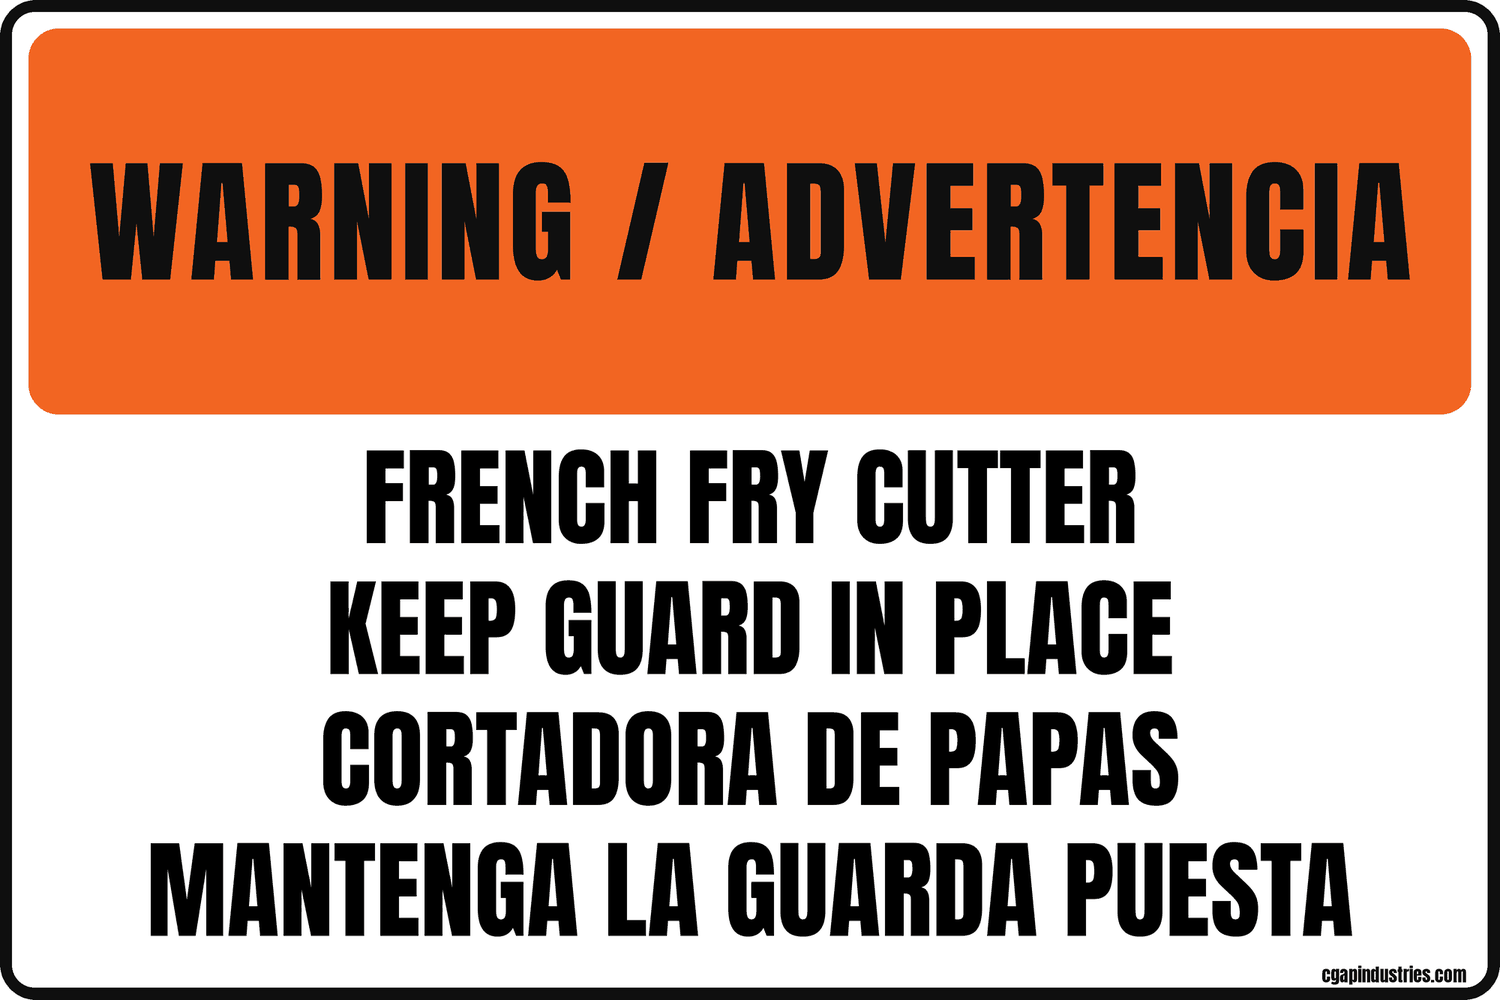 WARNING / ADVERTENCIA
FRENCH FRY CUTTER
KEEP GUARD IN PLACE
CORTADORA DE PAPAS
MANTENGA LA GUARDA PUESTA
cgapindustries.com